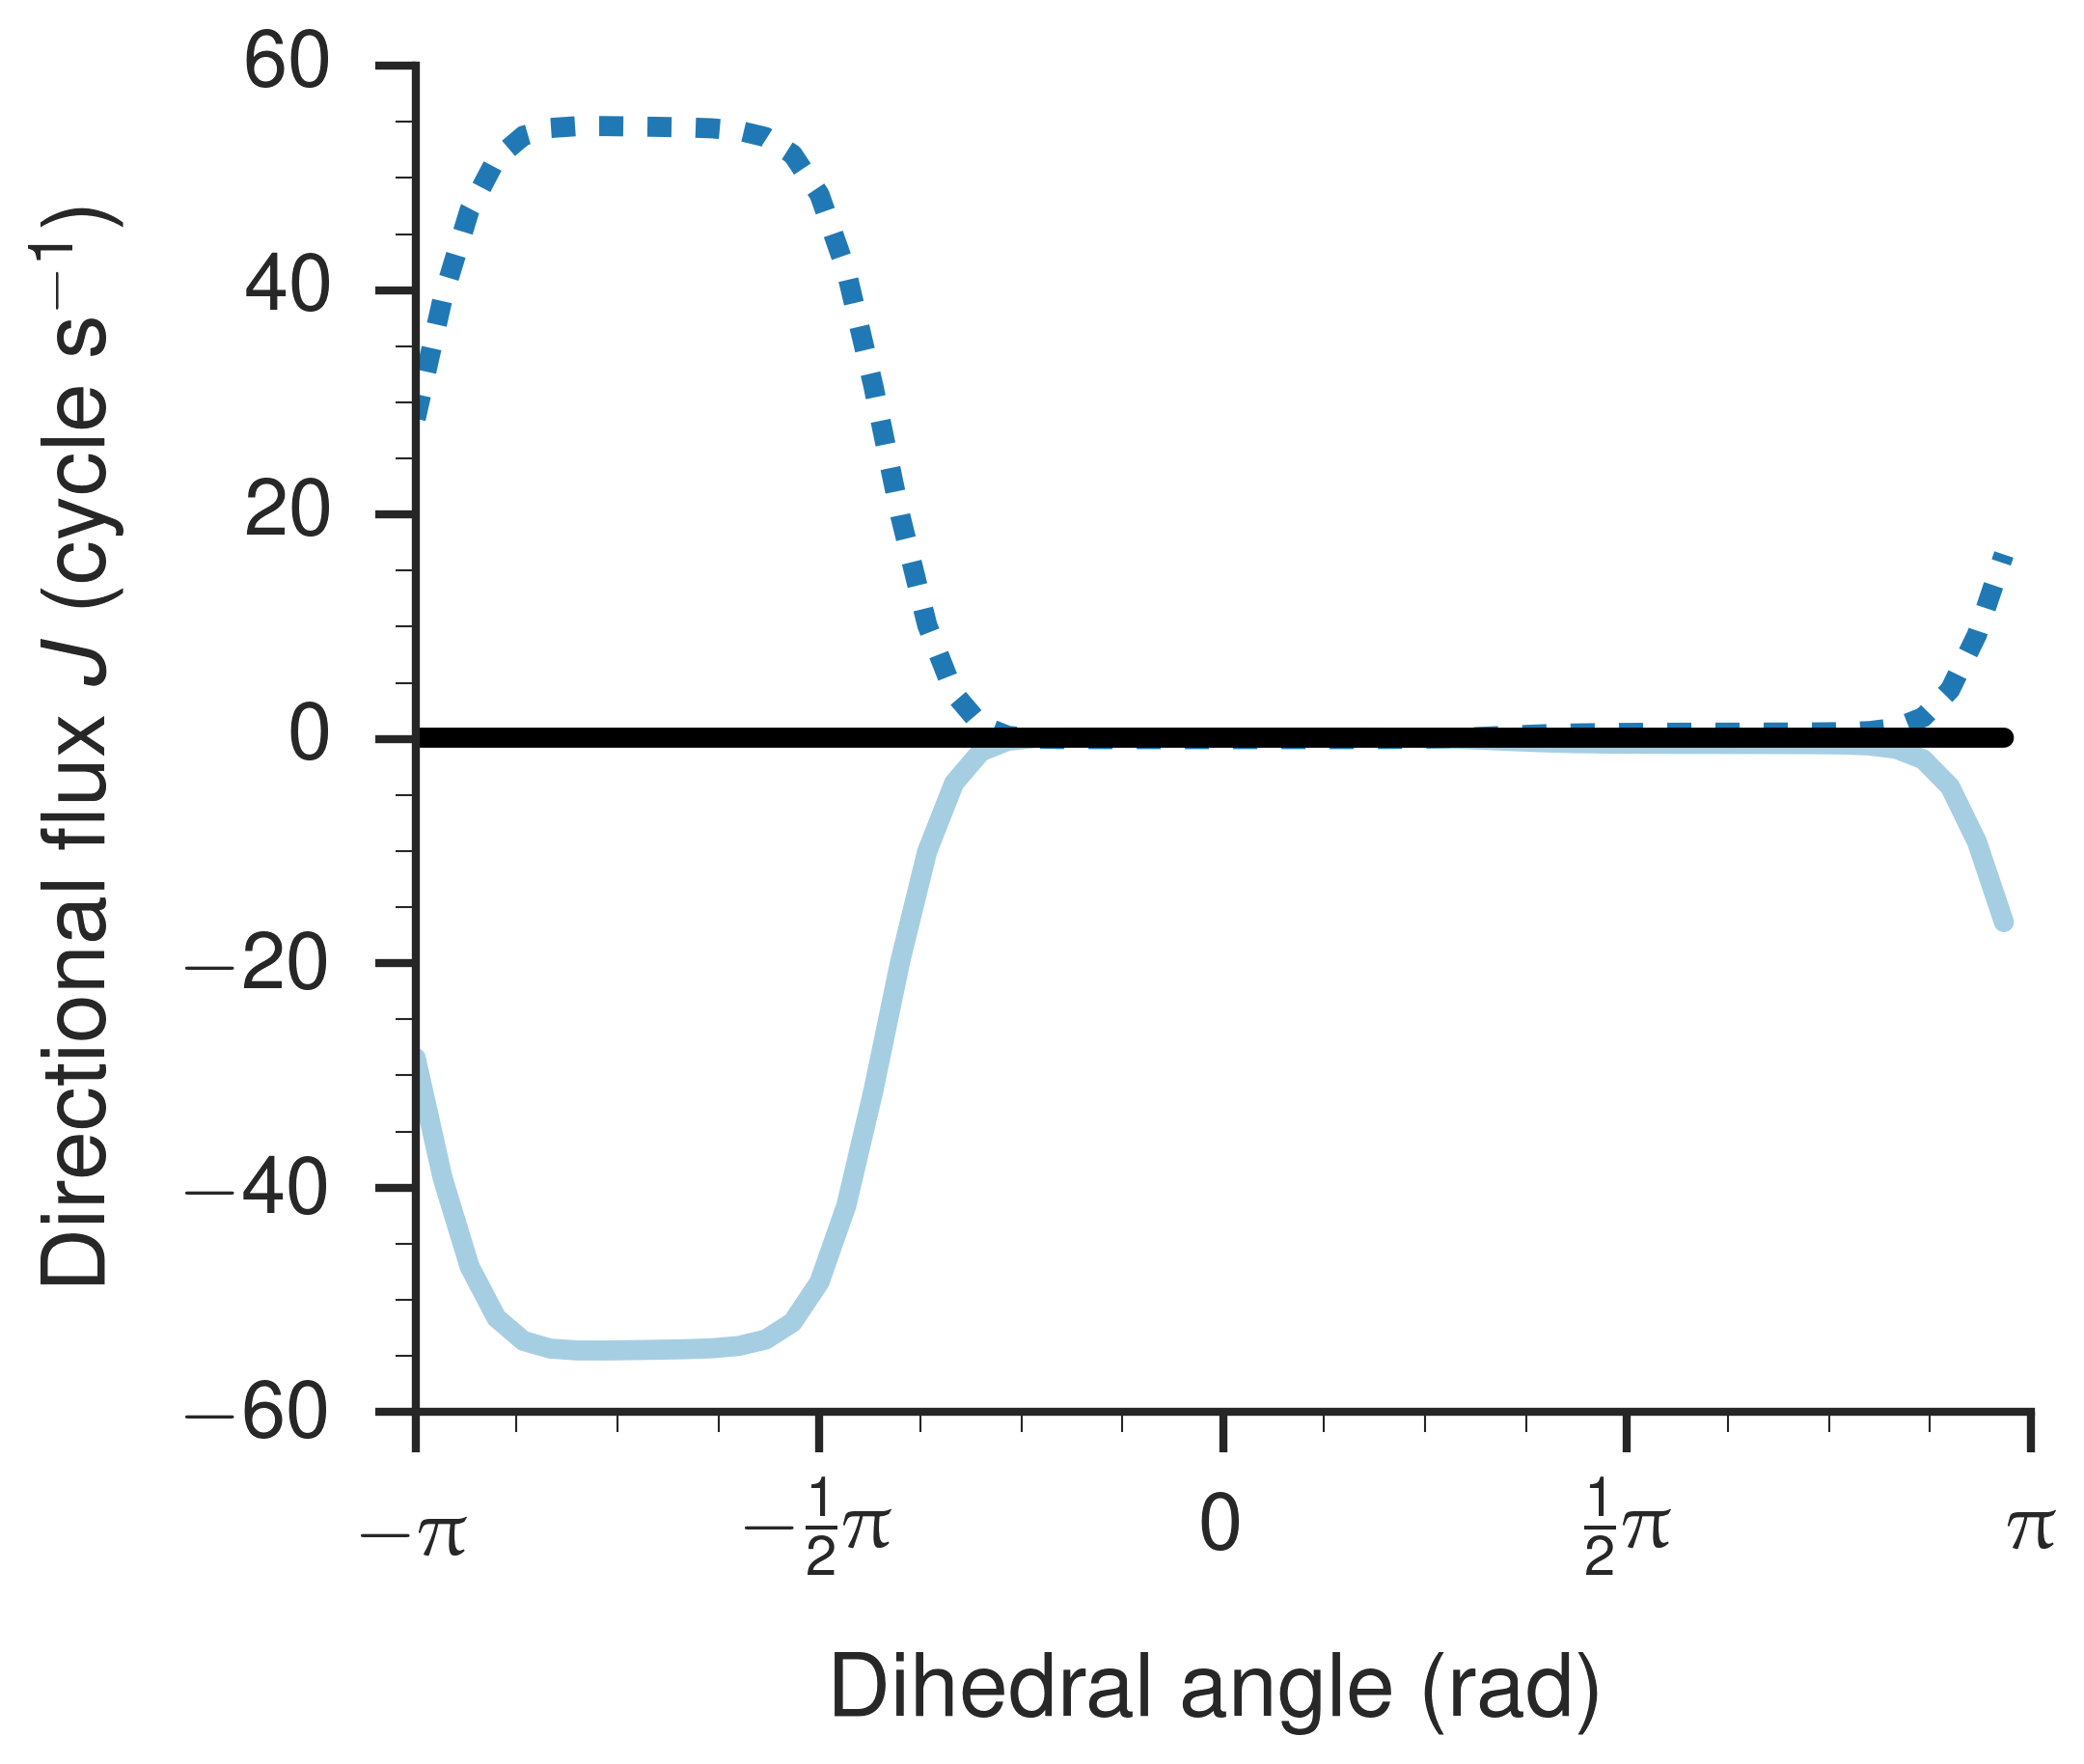 Directional flux J (cycle s⁻¹)
60
40
20
0
−20
−40
−60
−π
−½π
0
½π
π
Dihedral angle (rad)